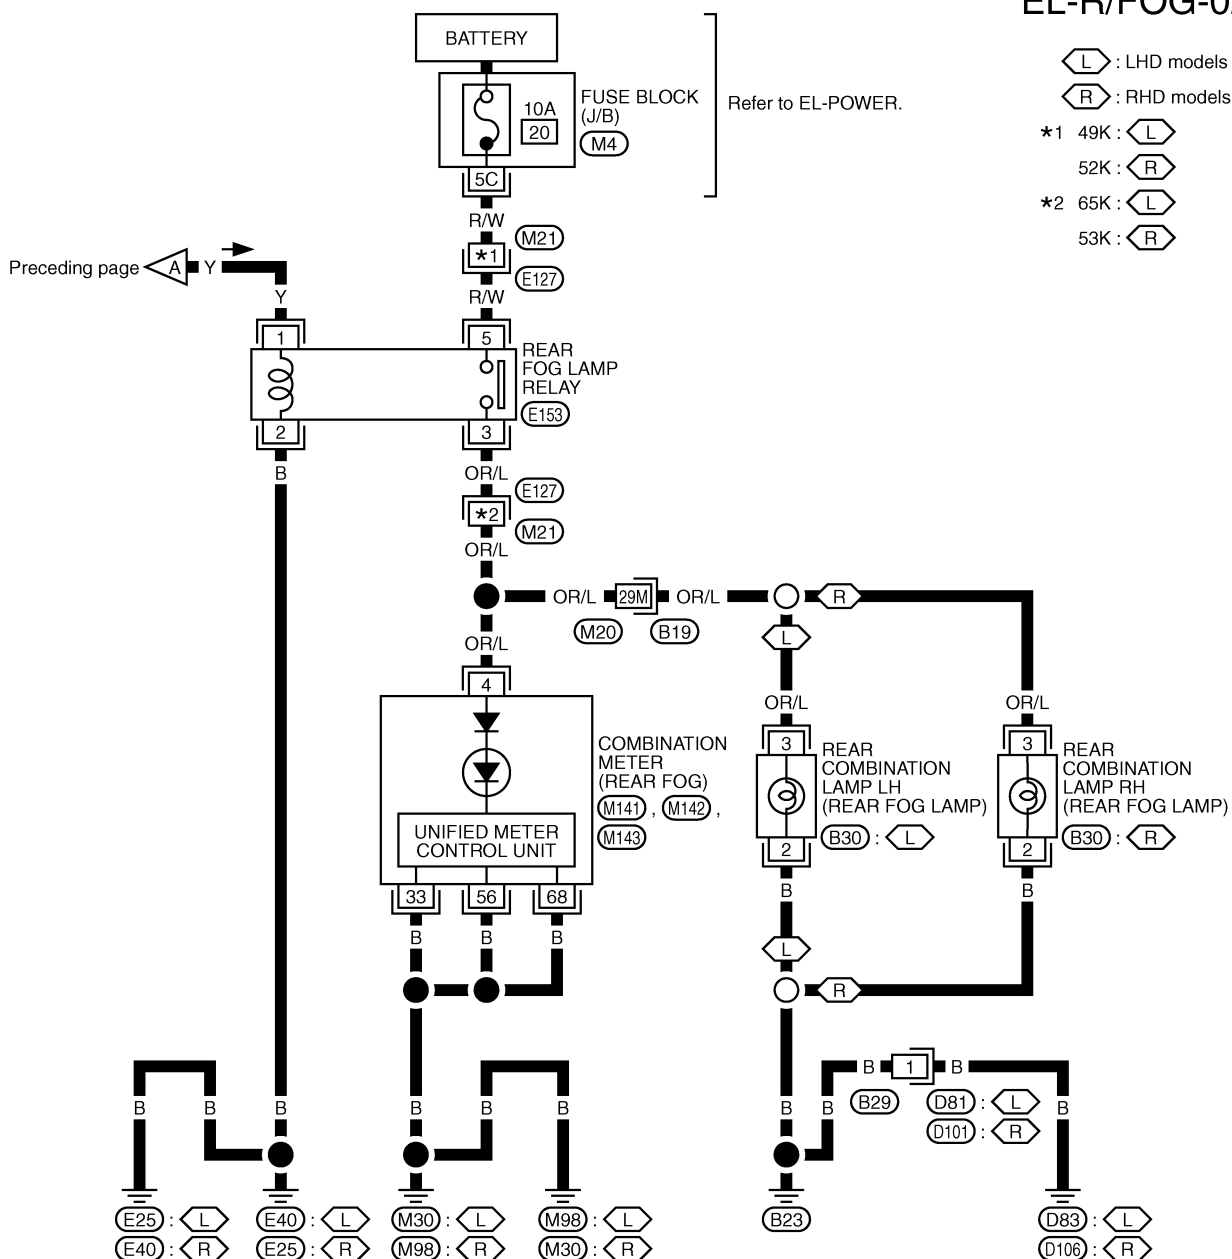 EL-R/FOG-02
BATTERY
L : LHD models
R : RHD models
FUSE BLOCK
(J/B)
10A
20
M4
Refer to EL-POWER.
*1 49K : L
52K : R
*2 65K : L
53K : R
5C
R/W
M21
*1
E127
R/W
Preceding page A Y
Y
1
5
REAR
FOG LAMP
RELAY
E153
2
3
B
OR/L
E127
*2
M21
OR/L
OR/L 29M OR/L R
M20 B19
L
OR/L
4
OR/L
OR/L
COMBINATION
METER
(REAR FOG)
M141 , M142 ,
M143
UNIFIED METER
CONTROL UNIT
3
REAR
COMBINATION
LAMP LH
(REAR FOG LAMP)
B30 : L
2
3
REAR
COMBINATION
LAMP RH
(REAR FOG LAMP)
B30 : R
2
33 56 68
B B B
B
B
L
R
B 1 B
B29
D81 : L
D101 : R
B B B B B B B B B
E25 : L
E40 : R
E40 : L
E25 : R
M30 : L
M98 : R
M98 : L
M30 : R
B23
D83 : L
D106 : R